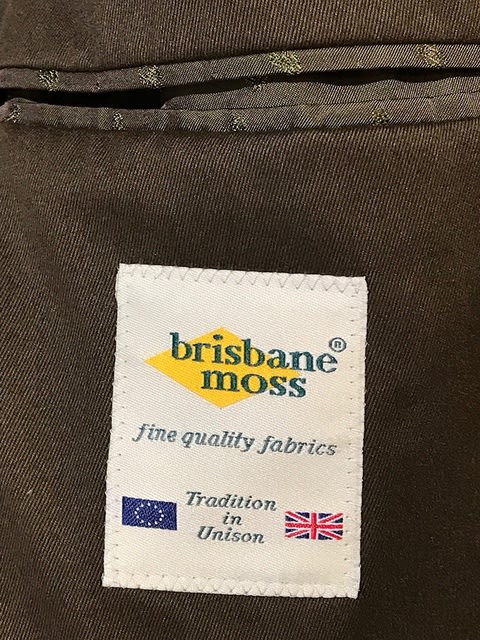 brisbane®
moss
fine quality fabrics
Tradition
in
Unison